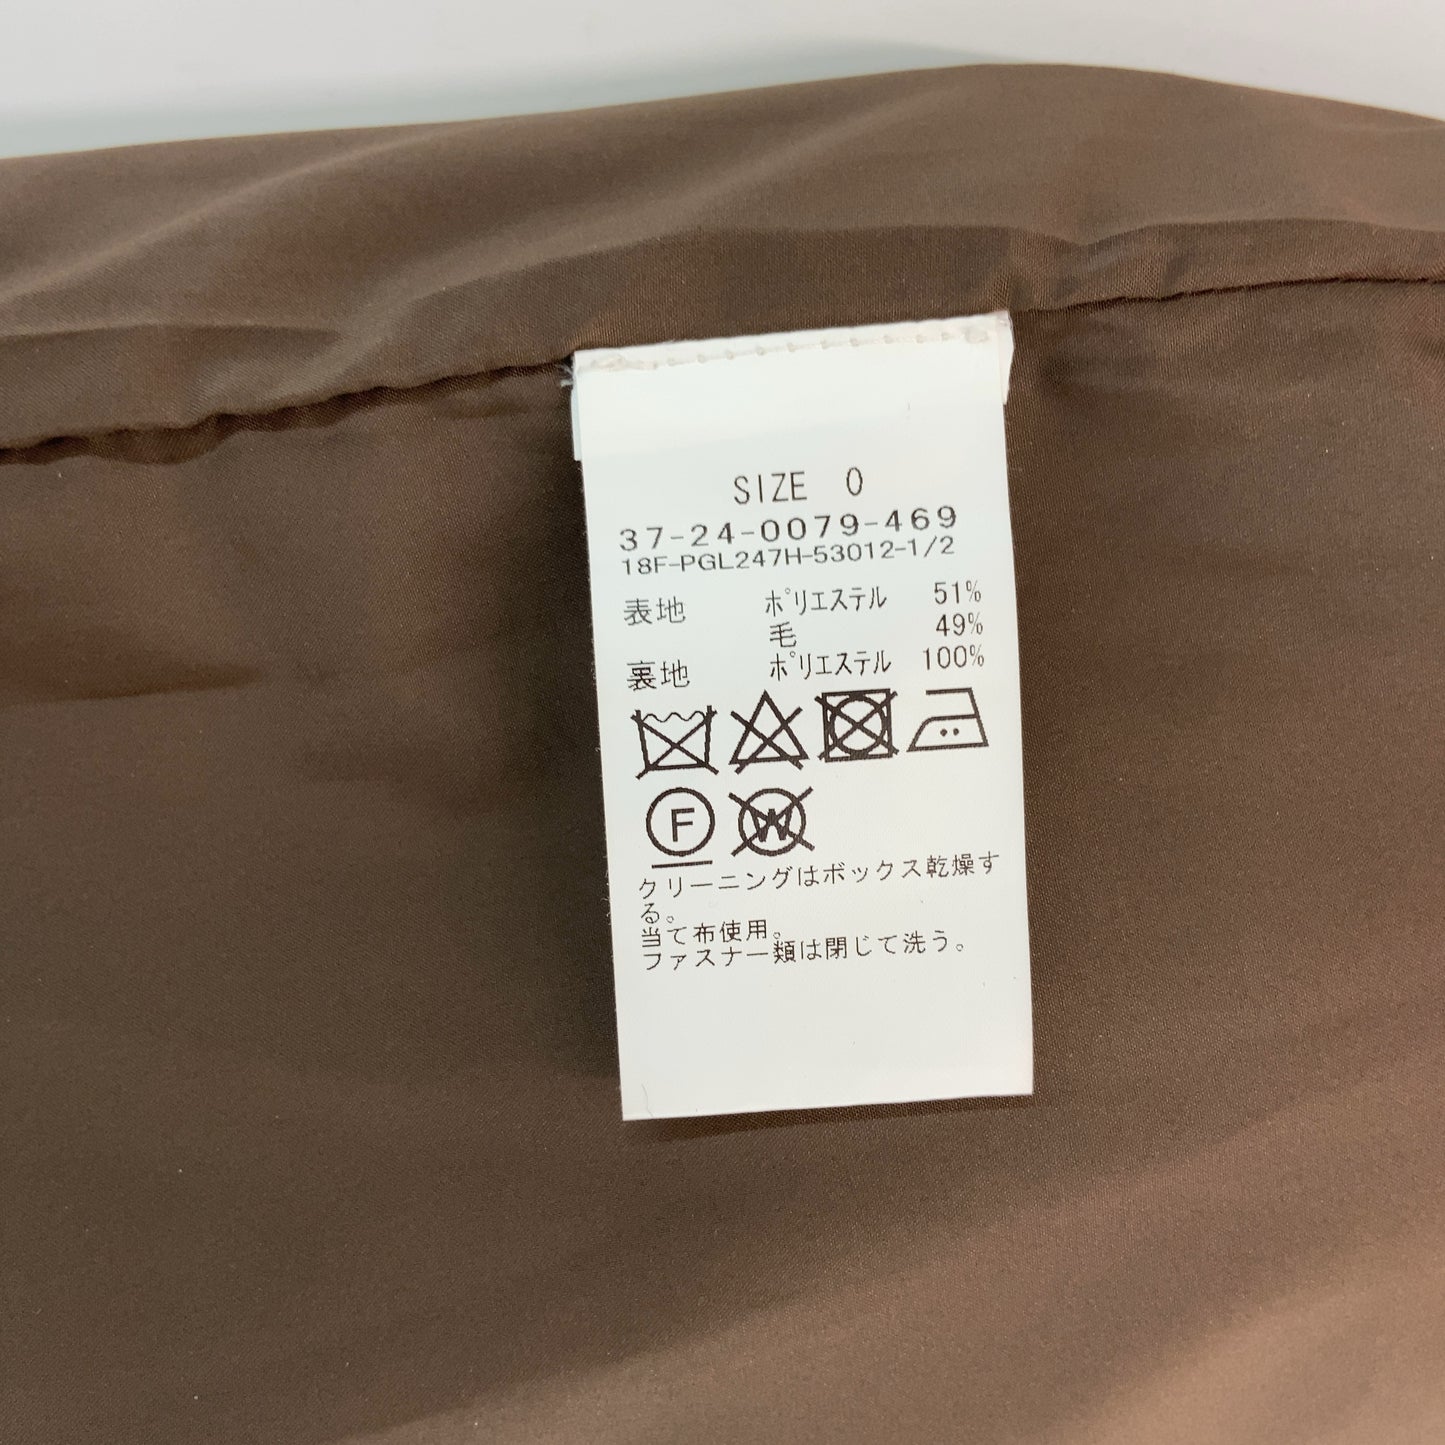 SIZE 0
37-24-0079-469
18F-PGL247H-53012-1/2
表地 ポリエステル 51%
毛 49%
裏地 ポリエステル 100%
F W
クリーニングはボックス乾燥す
る。
当て布使用。
ファスナー類は閉じて洗う。